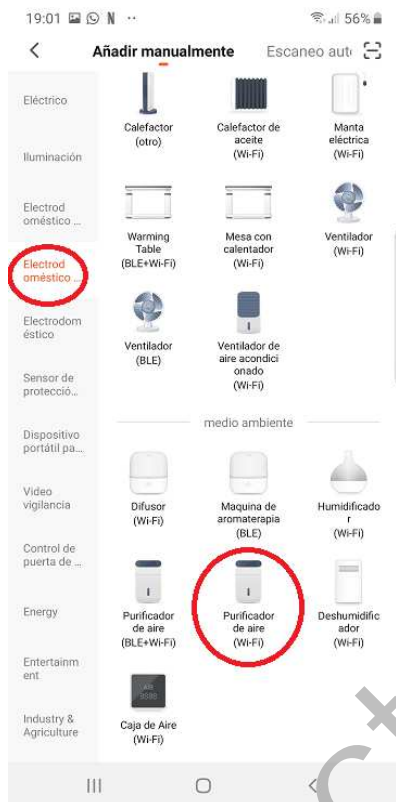 19:01 N 56%
Añadir manualmente Escaneo aut
Eléctrico
Iluminación
Electrod
oméstico ...
Electrod
oméstico ...
Electrodom
éstico
Sensor de
protecció...
Dispositivo
portátil pa...
Video
vigilancia
Control de
puerta de ...
Energy
Entertainm
ent
Industry &
Agriculture
Calefactor
(otro)
Calefactor de
aceite
(Wi-Fi)
Manta
eléctrica
(Wi-Fi)
Warming
Table
(BLE+Wi-Fi)
Mesa con
calentador
(Wi-Fi)
Ventilador
(Wi-Fi)
Ventilador
(BLE)
Ventilador de
aire acondici
onado
(Wi-Fi)
medio ambiente
Difusor
(Wi-Fi)
Maquina de
aromaterapia
(BLE)
Humidificado
r
(Wi-Fi)
Purificador
de aire
(BLE+Wi-Fi)
Purificador
de aire
(Wi-Fi)
Deshumidific
ador
(Wi-Fi)
Caja de Aire
(Wi-Fi)